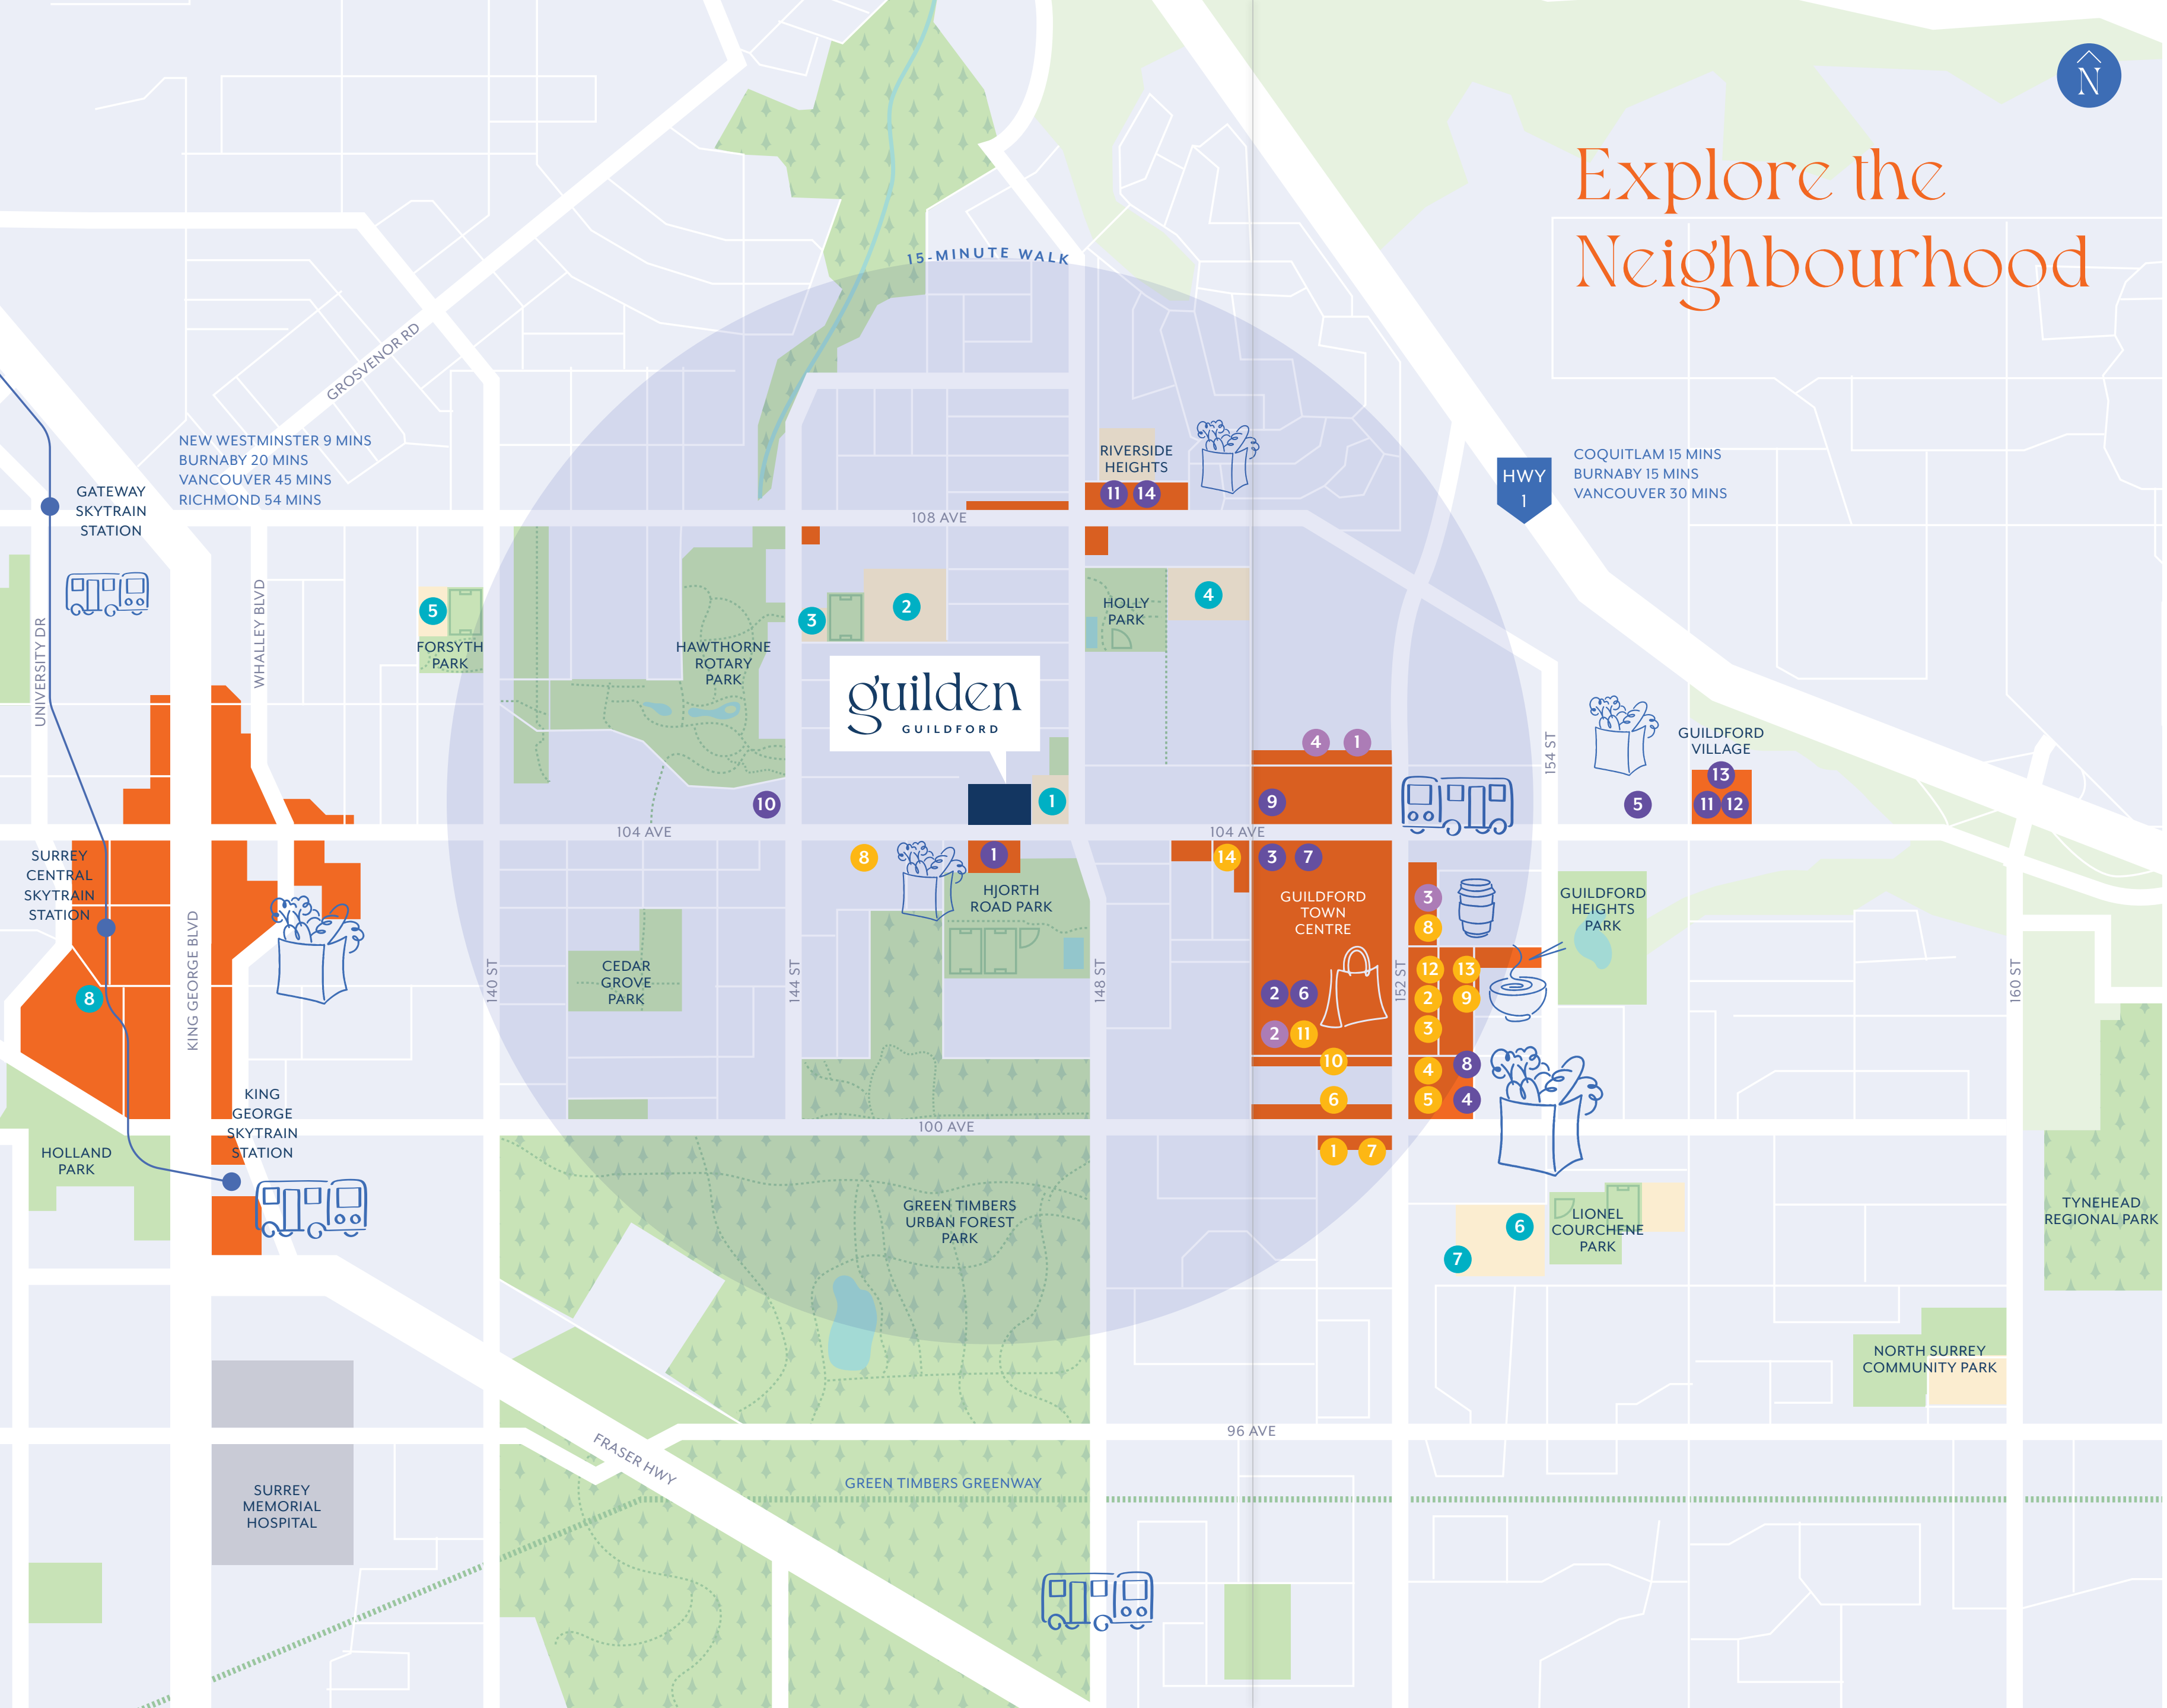 N
Explore the
Neighbourhood
15-MINUTE WALK
GROSVENOR RD
NEW WESTMINSTER 9 MINS
BURNABY 20 MINS
VANCOUVER 45 MINS
RICHMOND 54 MINS
GATEWAY
SKYTRAIN
STATION
RIVERSIDE
HEIGHTS
11 14
HWY
1
COQUITLAM 15 MINS
BURNABY 15 MINS
VANCOUVER 30 MINS
108 AVE
UNIVERSITY DR
WHALLEY BLVD
5
FORSYTH
PARK
HAWTHORNE
ROTARY
PARK
3
2
HOLLY
PARK
4
guilden
GUILDFORD
10
1
4 1
9
154 ST
5
GUILDFORD
VILLAGE
13
11 12
104 AVE
104 AVE
SURREY
CENTRAL
SKYTRAIN
STATION
8
KING GEORGE BLVD
8
1
HJORTH
ROAD PARK
14
3 7
GUILDFORD
TOWN
CENTRE
3
8
GUILDFORD
HEIGHTS
PARK
140 ST
CEDAR
GROVE
PARK
144 ST
148 ST
2 6
2 11
10
6
152 ST
12 13
2 9
3
4 8
5 4
160 ST
KING
GEORGE
SKYTRAIN
STATION
HOLLAND
PARK
100 AVE
1 7
GREEN TIMBERS
URBAN FOREST
PARK
6
7
LIONEL
COURCHENE
PARK
TYNEHEAD
REGIONAL PARK
NORTH SURREY
COMMUNITY PARK
96 AVE
FRASER HWY
GREEN TIMBERS GREENWAY
SURREY
MEMORIAL
HOSPITAL